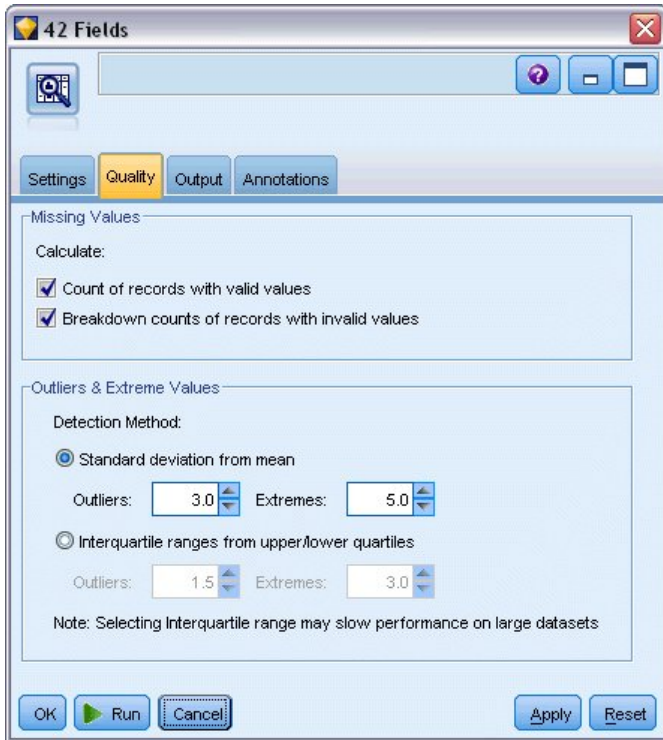 42 Fields
Settings Quality Output Annotations
Missing Values
Calculate:
Count of records with valid values
Breakdown counts of records with invalid values
Outliers & Extreme Values
Detection Method:
Standard deviation from mean
Outliers: 3.0 Extremes: 5.0
Interquartile ranges from upper/lower quartiles
Outliers: 1.5 Extremes: 3.0
Note: Selecting Interquartile range may slow performance on large datasets
OK Run Cancel Apply Reset